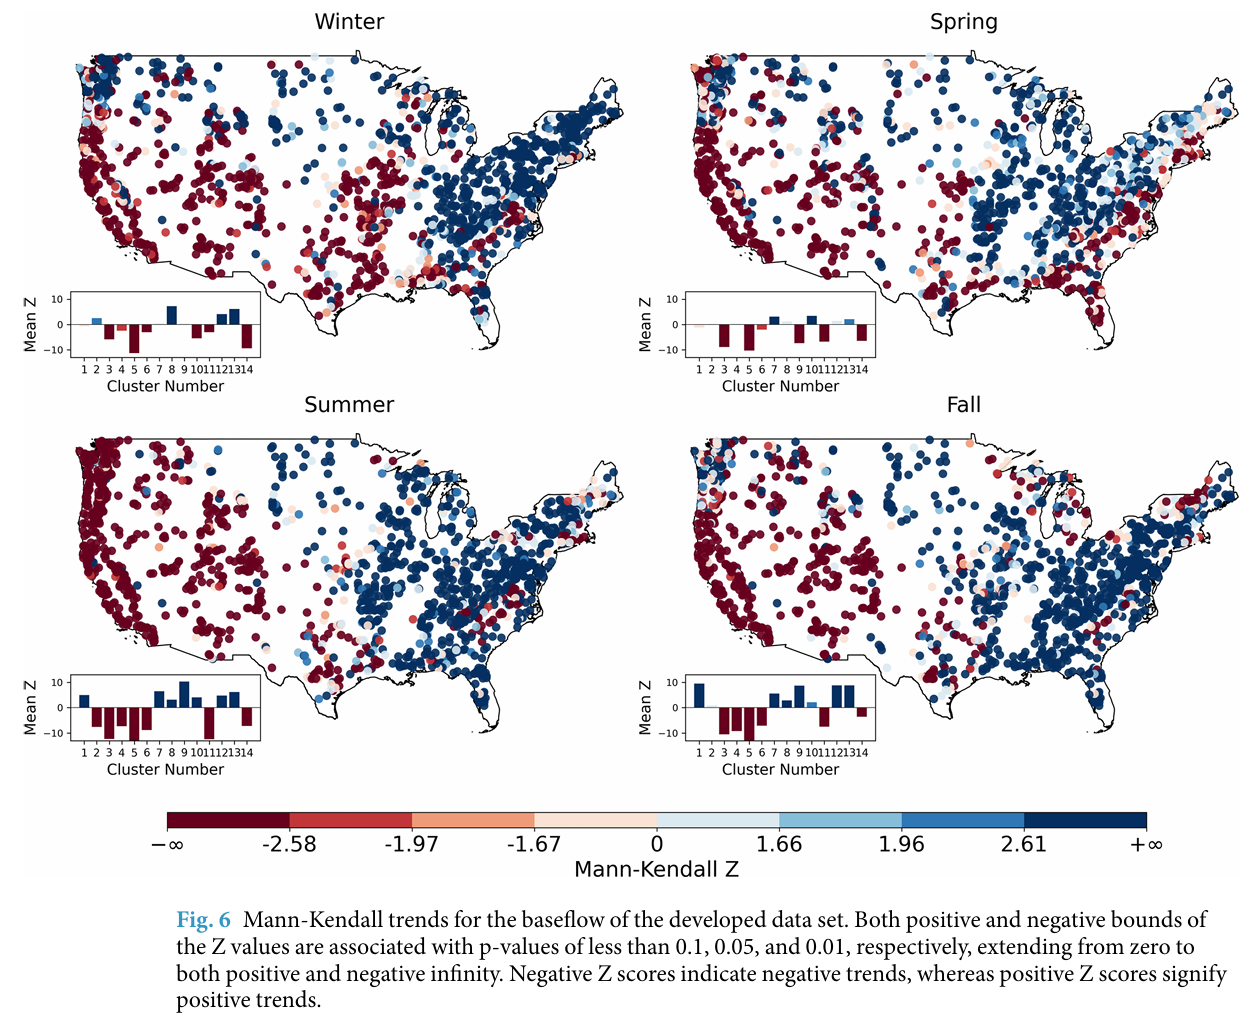 Winter
Spring
10
0
−10
Mean Z
1 2 3 4 5 6 7 8 9 10 11 12 13 14
Cluster Number
10
0
−10
Mean Z
1 2 3 4 5 6 7 8 9 10 11 12 13 14
Cluster Number
Summer
Fall
10
0
−10
Mean Z
1 2 3 4 5 6 7 8 9 10 11 12 13 14
Cluster Number
10
0
−10
Mean Z
1 2 3 4 5 6 7 8 9 10 11 12 13 14
Cluster Number
−∞ -2.58 -1.97 -1.67 0 1.66 1.96 2.61 +∞
Mann-Kendall Z
Fig. 6 Mann-Kendall trends for the baseflow of the developed data set. Both positive and negative bounds of
the Z values are associated with p-values of less than 0.1, 0.05, and 0.01, respectively, extending from zero to
both positive and negative infinity. Negative Z scores indicate negative trends, whereas positive Z scores signify
positive trends.